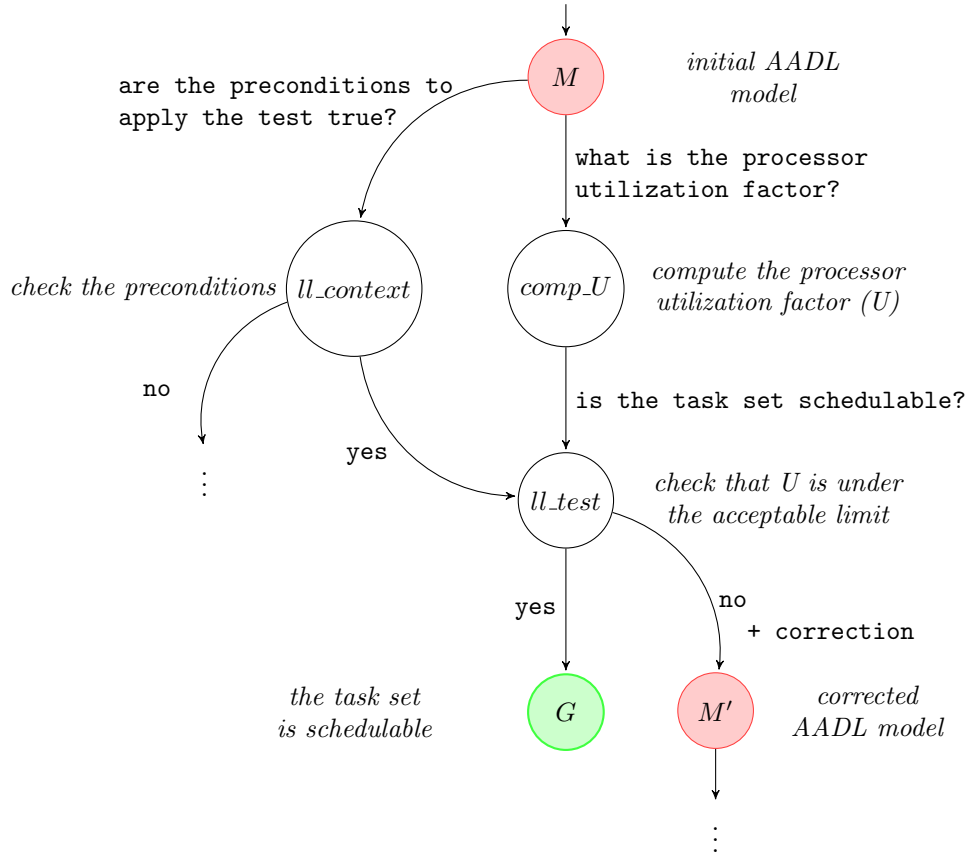 M
initial AADL
model
are the preconditions to
apply the test true?
what is the processor
utilization factor?
check the preconditions
ll_context
comp_U
compute the processor
utilization factor (U)
no
is the task set schedulable?
yes
⋮
ll_test
check that U is under
the acceptable limit
yes
no
+ correction
the task set
is schedulable
G
M′
corrected
AADL model
⋮